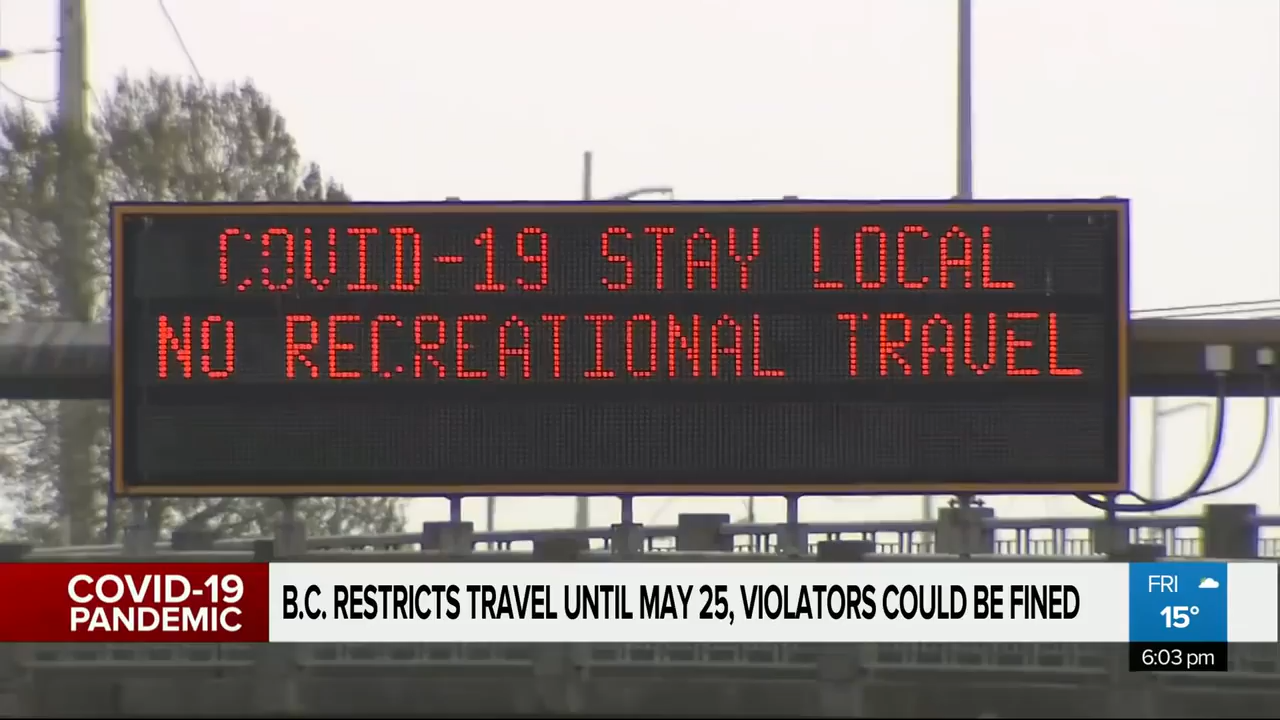 COVID-19 STAY LOCAL
NO RECREATIONAL TRAVEL
COVID-19
PANDEMIC
B.C. RESTRICTS TRAVEL UNTIL MAY 25, VIOLATORS COULD BE FINED
FRI
15°
6:03 pm